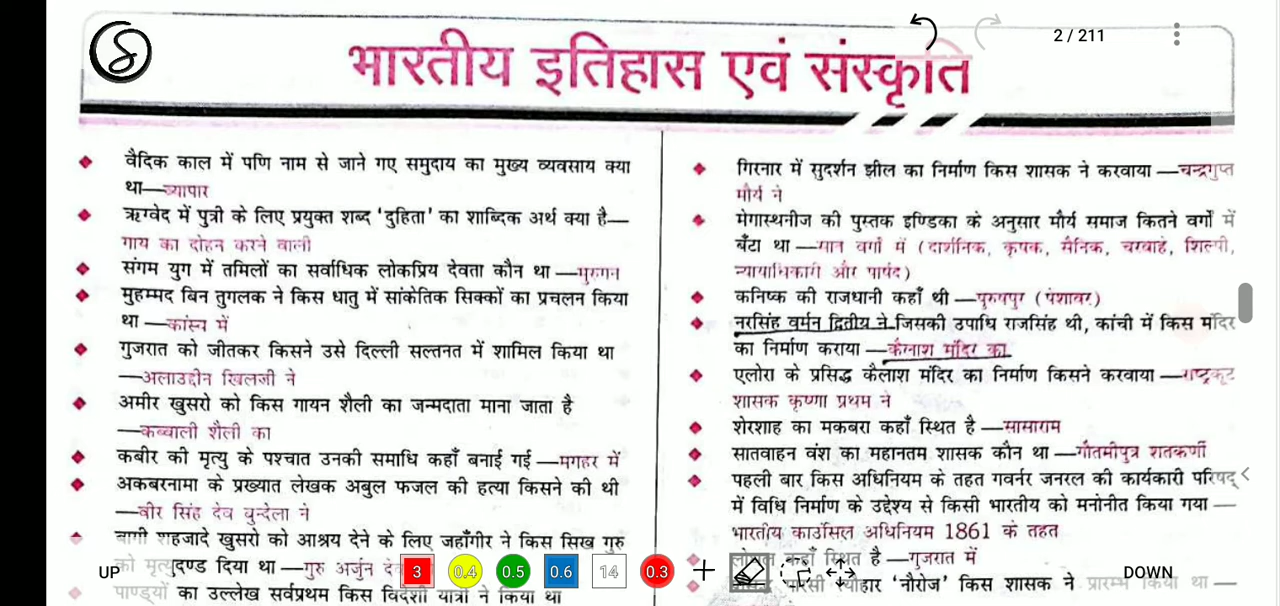 8
2 / 211
भारतीय इतिहास एवं संस्कृति
वैदिक काल में पणि नाम से जाने गए समुदाय का मुख्य व्यवसाय क्या
था—व्यापार
ऋग्वेद में पुत्री के लिए प्रयुक्त शब्द 'दुहिता' का शाब्दिक अर्थ क्या है—
गाय का दोहन करने वाली
संगम युग में तमिलों का सर्वाधिक लोकप्रिय देवता कौन था —मुरुगन
मुहम्मद बिन तुगलक ने किस धातु में सांकेतिक सिक्कों का प्रचलन किया
था —कांस्य में
गुजरात को जीतकर किसने उसे दिल्ली सल्तनत में शामिल किया था
—अलाउद्दीन खिलजी ने
अमीर खुसरो को किस गायन शैली का जन्मदाता माना जाता है
—कव्वाली शैली का
कबीर की मृत्यु के पश्चात उनकी समाधि कहाँ बनाई गई —मगहर में
अकबरनामा के प्रख्यात लेखक अबुल फजल की हत्या किसने की थी
—वीर सिंह देव बुन्देला ने
बागी शहजादे खुसरो को आश्रय देने के लिए जहाँगीर ने किस सिख गुरु
को मृत्युदण्ड दिया था —गुरु अर्जुन
पाण्ड्यों का उल्लेख सर्वप्रथम किस विदेशी यात्री ने किया था
गिरनार में सुदर्शन झील का निर्माण किस शासक ने करवाया —चन्द्रगुप्त
मौर्य ने
मेगास्थनीज की पुस्तक इण्डिका के अनुसार मौर्य समाज कितने वर्गों में
बँटा था —सात वर्गों में (दार्शनिक, कृषक, सैनिक, चरवाहे, शिल्पी,
न्यायाधिकारी और पार्षद)
कनिष्क की राजधानी कहाँ थी —पुरुषपुर (पेशावर)
नरसिंह वर्मन द्वितीय ने जिसकी उपाधि राजसिंह थी, कांची में किस मंदिर
का निर्माण कराया —कैलाश मंदिर का
एलोरा के प्रसिद्ध कैलाश मंदिर का निर्माण किसने करवाया —राष्ट्रकूट
शासक कृष्णा प्रथम ने
शेरशाह का मकबरा कहाँ स्थित है —सासाराम
सातवाहन वंश का महानतम शासक कौन था —गौतमीपुत्र शतकर्णी
पहली बार किस अधिनियम के तहत गवर्नर जनरल की कार्यकारी परिषद्
में विधि निर्माण के उद्देश्य से किसी भारतीय को मनोनीत किया गया —
भारतीय काउंसिल अधिनियम 1861 के तहत
लोथल कहाँ स्थित है —गुजरात में
पारसी त्यौहार 'नौरोज' किस शासक ने प्रारम्भ किया था —
UP 3 0.4 0.5 0.6 14 0.3 DOWN